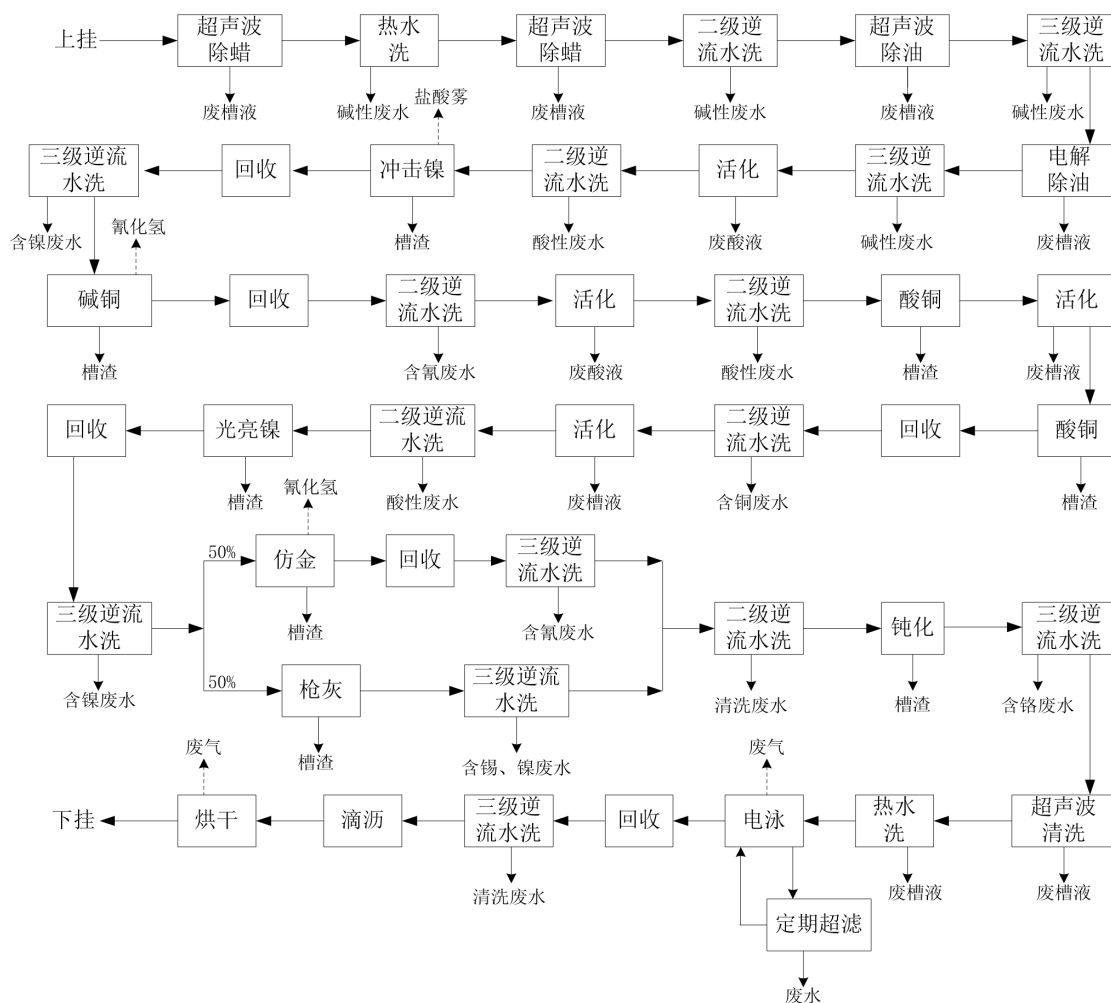 上挂
超声波
除蜡
热水
洗
超声波
除蜡
二级逆
流水洗
超声波
除油
三级逆
流水洗
废槽液
碱性废水
盐酸雾
废槽液
碱性废水
废槽液
碱性废水
三级逆流
水洗
回收
冲击镍
二级逆
流水洗
活化
三级逆
流水洗
电解
除油
含镍废水
氰化氢
槽渣
酸性废水
废酸液
碱性废水
废槽液
碱铜
回收
二级逆
流水洗
活化
二级逆
流水洗
酸铜
活化
槽渣
含氰废水
废酸液
酸性废水
槽渣
废槽液
回收
光亮镍
二级逆流
水洗
活化
二级逆
流水洗
回收
酸铜
槽渣
氰化氢
酸性废水
废槽液
含铜废水
槽渣
50%
仿金
回收
三级逆
流水洗
槽渣
含氰废水
三级逆流
水洗
二级逆
流水洗
钝化
三级逆
流水洗
50%
枪灰
三级逆流
水洗
含镍废水
清洗废水
槽渣
含铬废水
废气
槽渣
含锡、镍废水
废气
下挂
烘干
滴沥
三级逆
流水洗
回收
电泳
热水
洗
超声波
清洗
清洗废水
废槽液
废槽液
定期超滤
废水